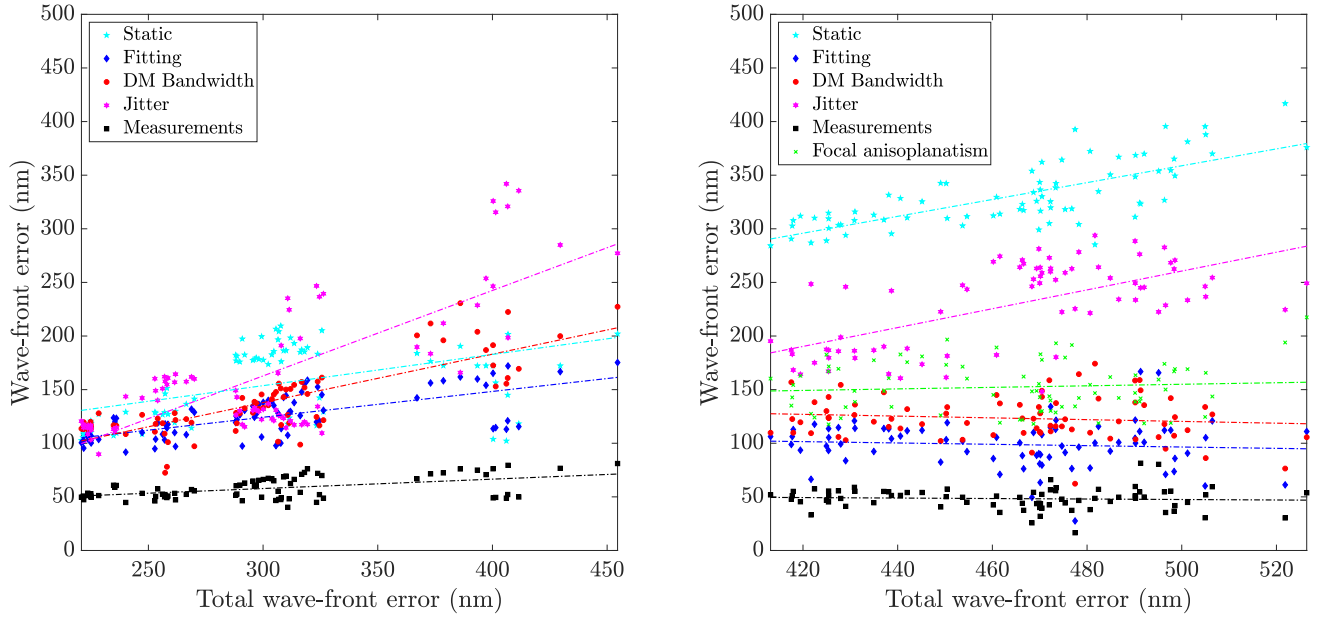 500
450
400
350
300
250
200
150
100
50
0
Wave-front error (nm)
Static
Fitting
DM Bandwidth
Jitter
Measurements
250
300
350
400
450
Total wave-front error (nm)
500
450
400
350
300
250
200
150
100
50
0
Wave-front error (nm)
Static
Fitting
DM Bandwidth
Jitter
Measurements
Focal anisoplanatism
420
440
460
480
500
520
Total wave-front error (nm)